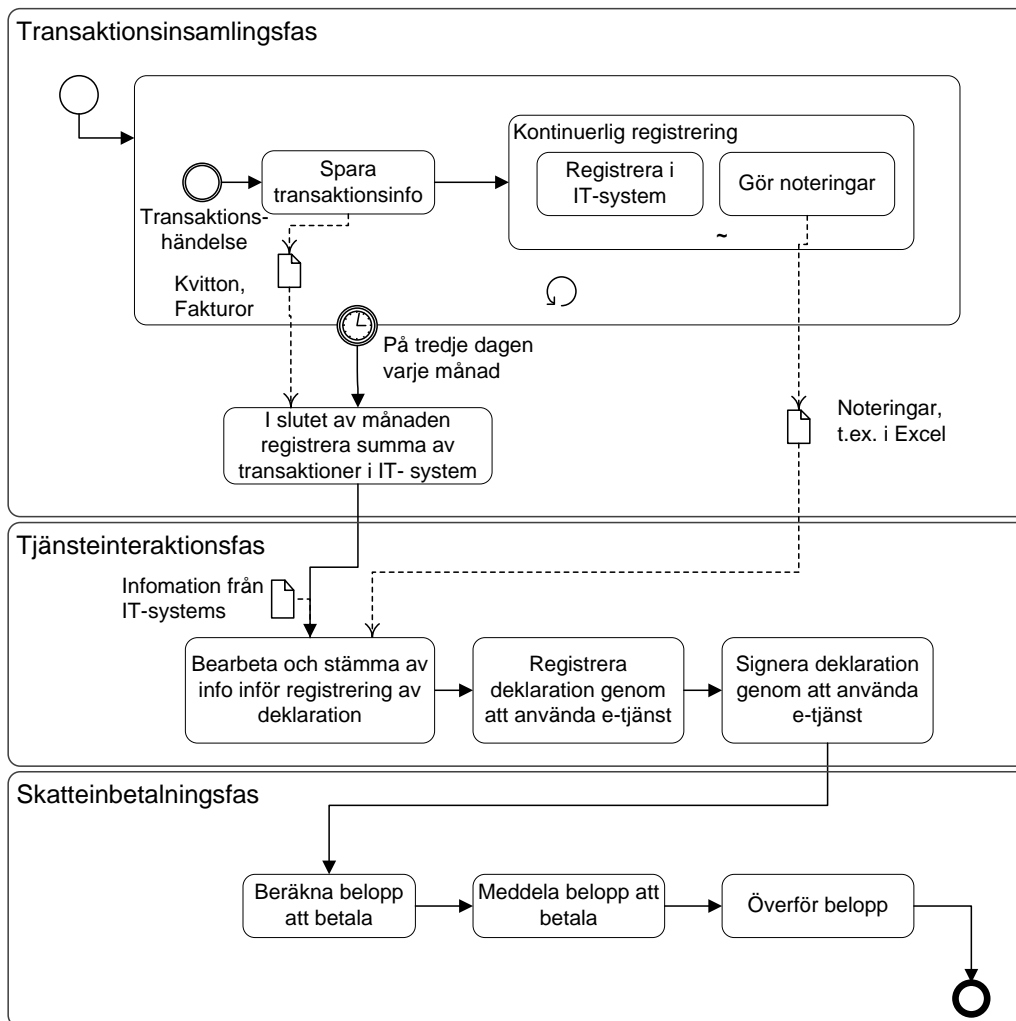 Transaktionsinsamlingsfas
Kontinuerlig registrering
Spara
transaktionsinfo
Registrera i
IT-system
Gör noteringar
~
Transaktions-
händelse
Kvitton,
Fakturor
På tredje dagen
varje månad
I slutet av månaden
registrera summa av
transaktioner i IT- system
Noteringar,
t.ex. i Excel
Tjänsteinteraktionsfas
Infomation från
IT-systems
Bearbeta och stämma av
info inför registrering av
deklaration
Registrera
deklaration genom
att använda e-tjänst
Signera deklaration
genom att använda
e-tjänst
Skatteinbetalningsfas
Beräkna belopp
att betala
Meddela belopp att
betala
Överför belopp